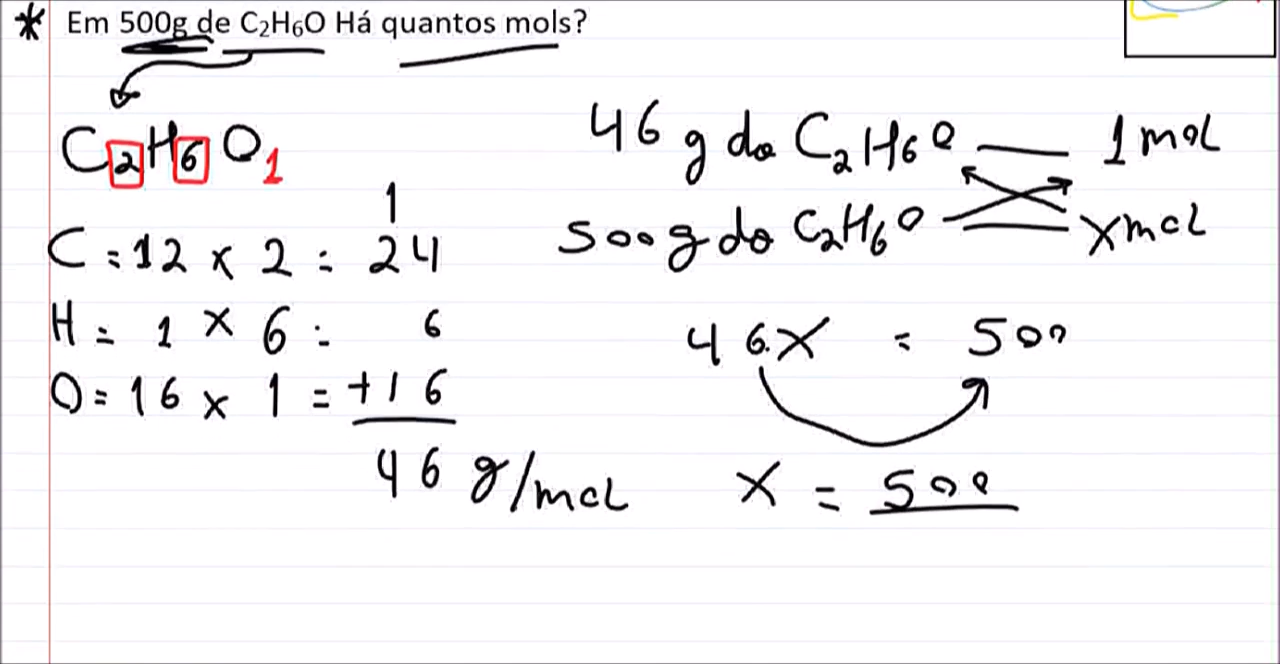 * Em 500g de C₂H₆O Há quantos mols?
C₂H₆O₁
1
C = 12 x 2 = 24
H = 1 x 6 = 6
O = 16 x 1 = +16
46 g/mol
46 g do C₂H₆O — 1 mol
500g do C₂H₆O — x mol
46.x = 500
x = 500